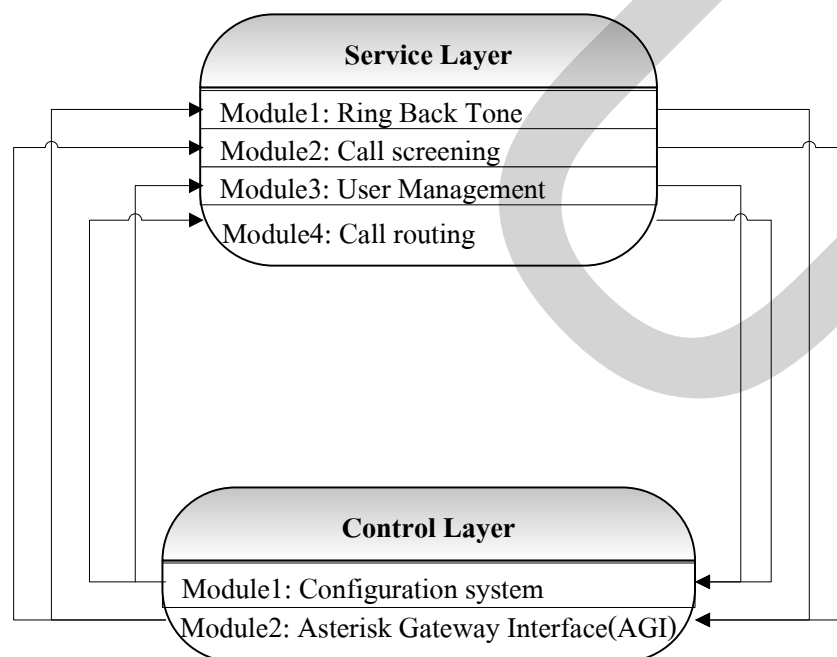 Service Layer
Module1: Ring Back Tone
Module2: Call screening
Module3: User Management
Module4: Call routing
Control Layer
Module1: Configuration system
Module2: Asterisk Gateway Interface(AGI)